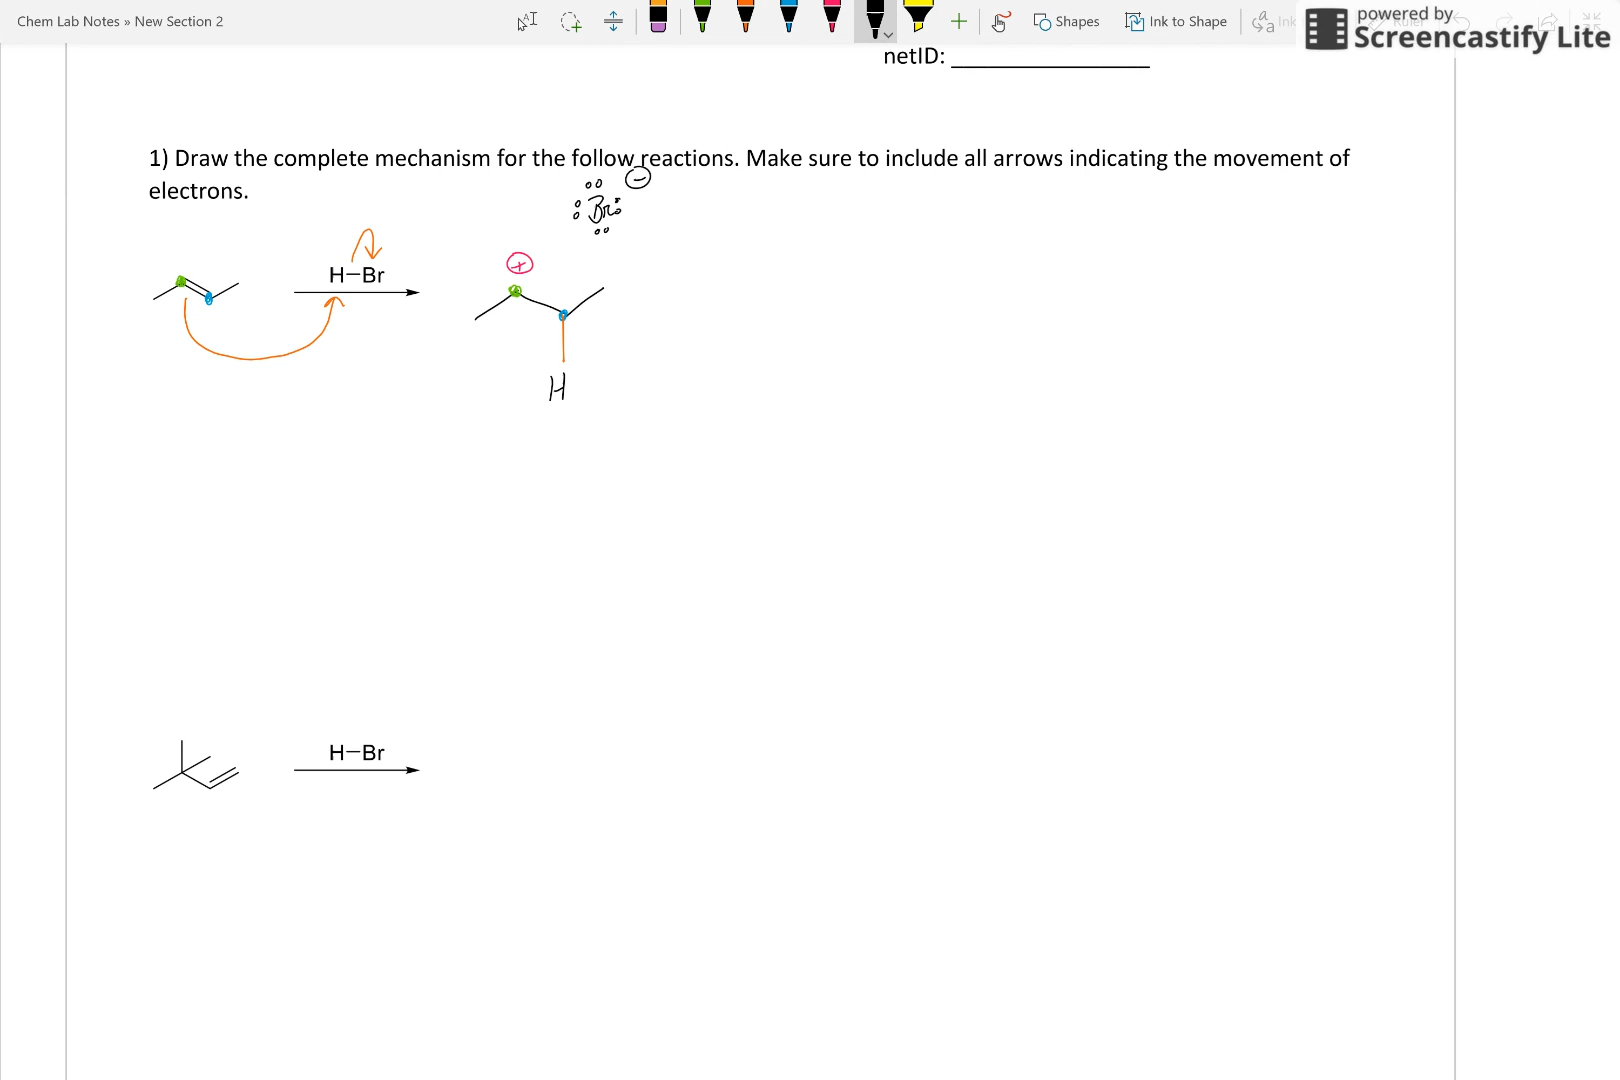 Chem Lab Notes » New Section 2
Shapes
Ink to Shape
powered by
Screencastify Lite
netID: ________________
1) Draw the complete mechanism for the follow reactions. Make sure to include all arrows indicating the movement of
electrons.
Br
−
H−Br
+
H
H−Br